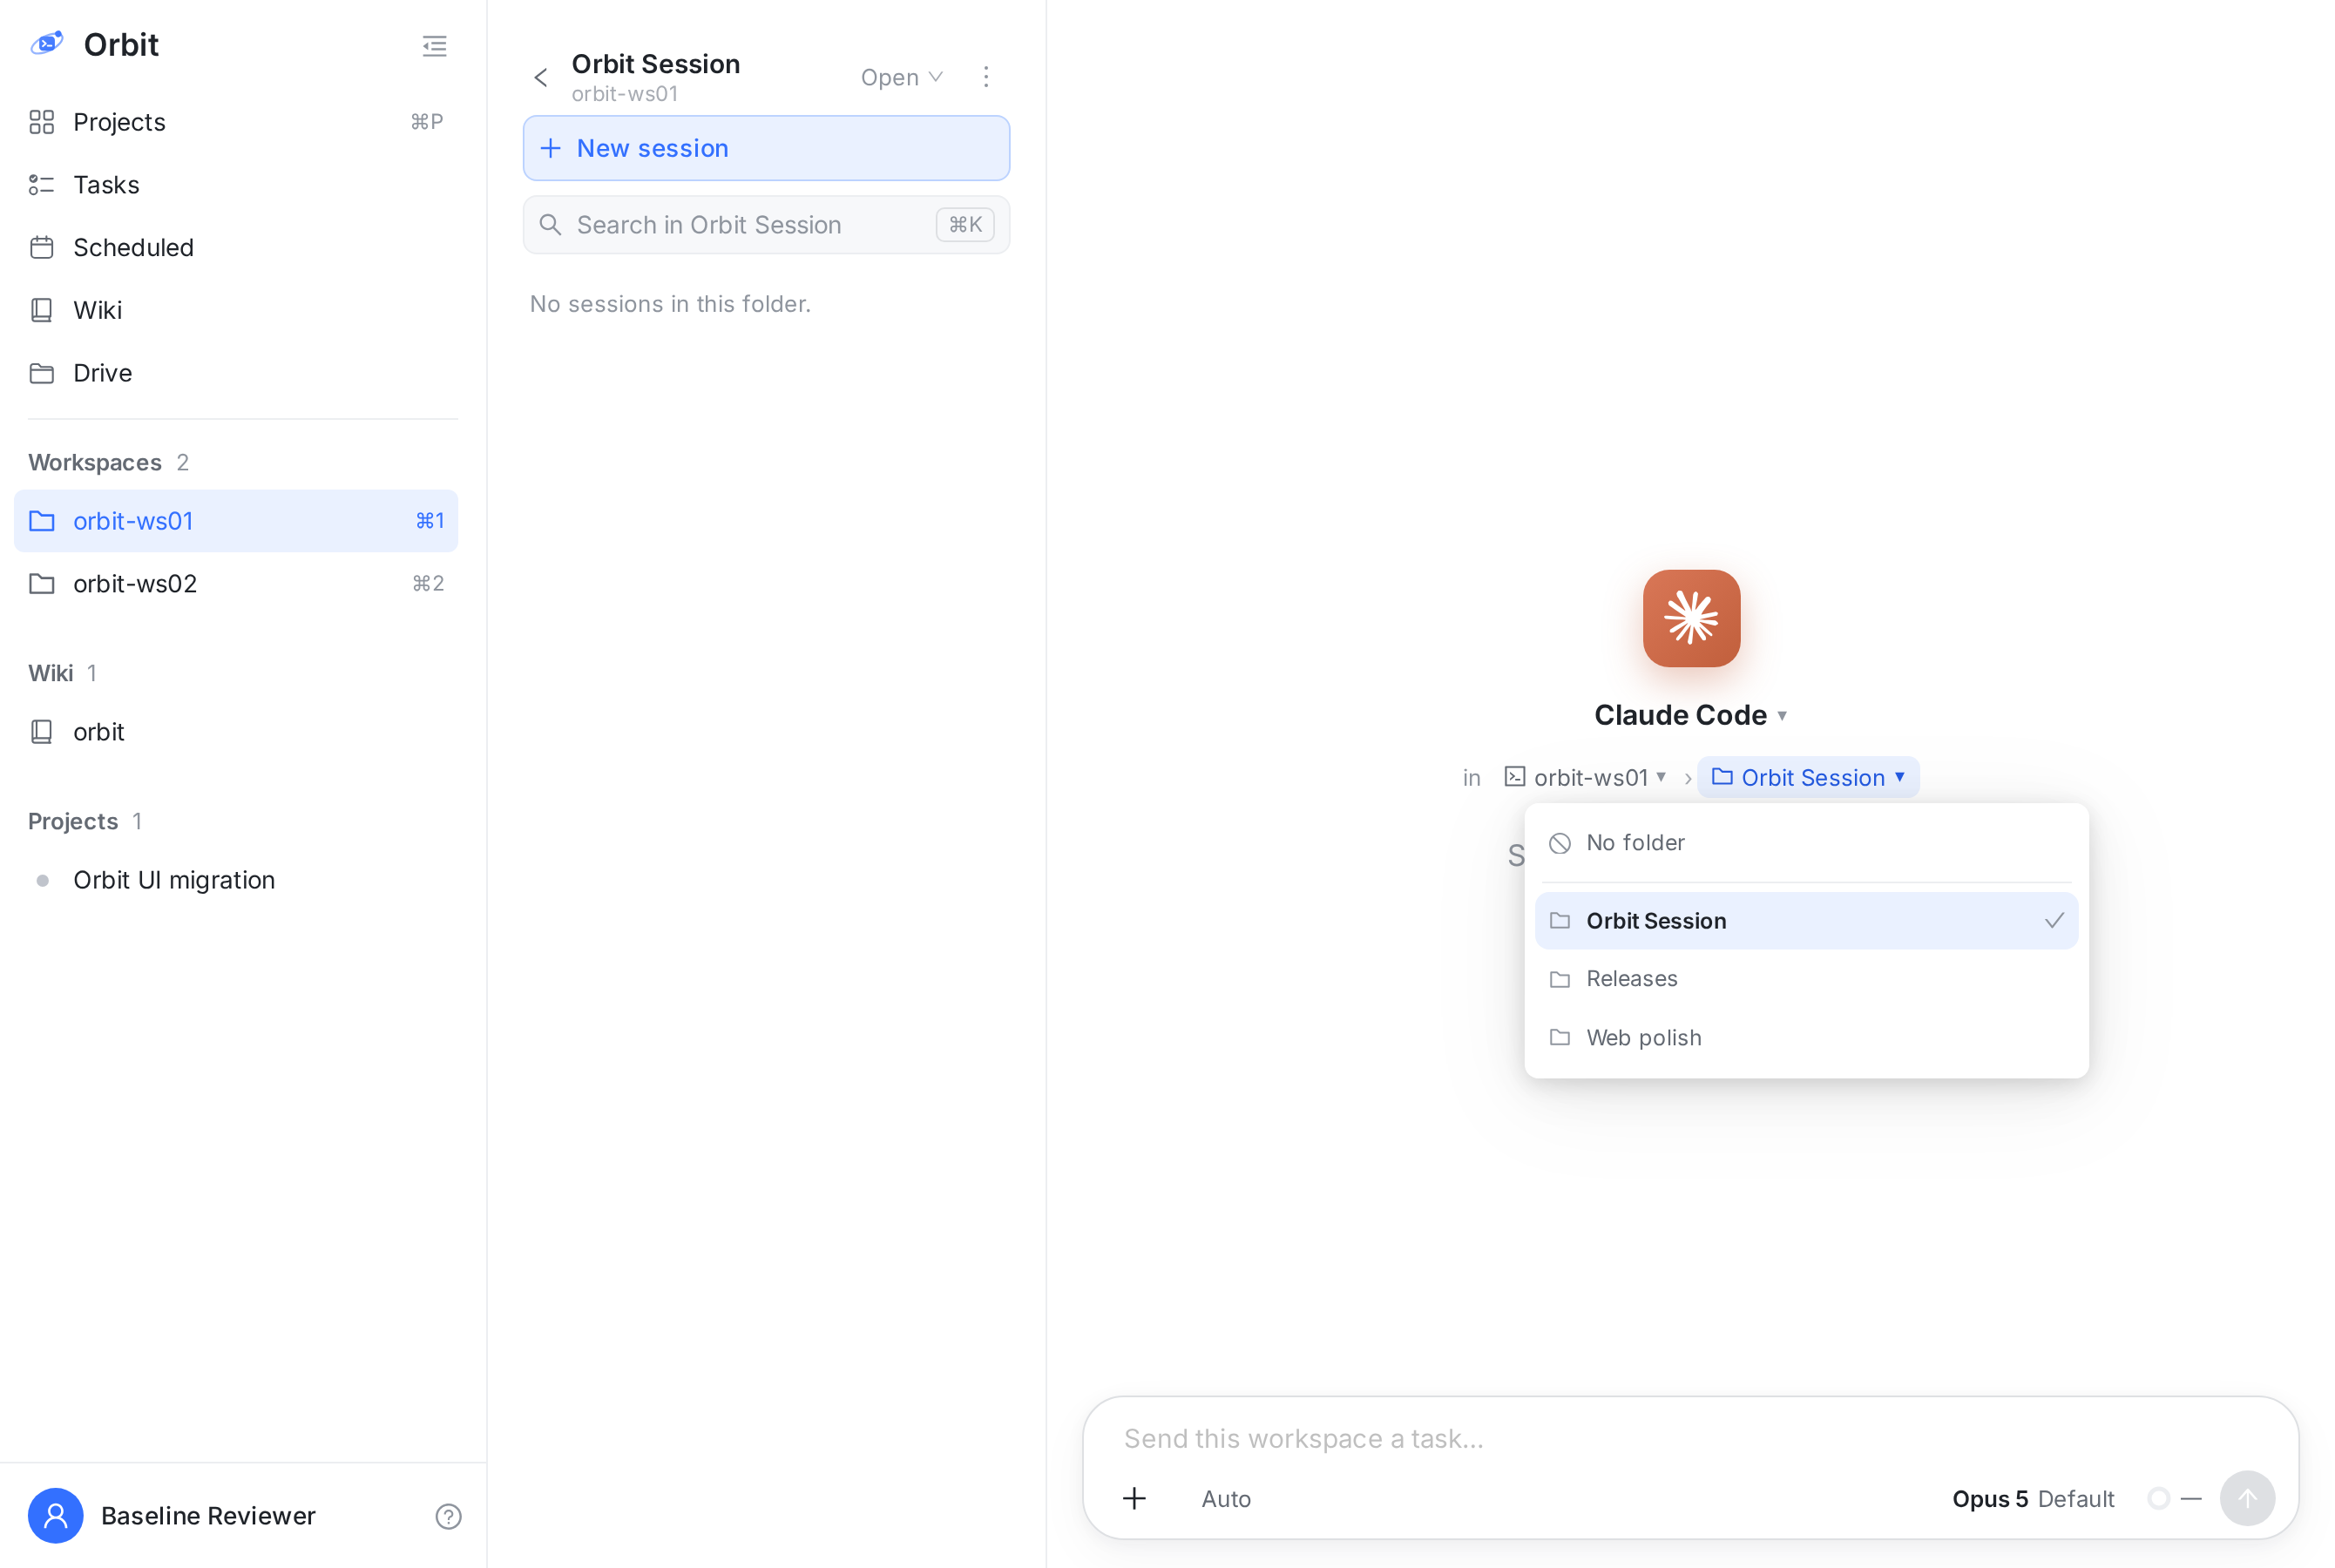 Orbit
Projects ⌘P
Tasks
Scheduled
Wiki
Drive
Workspaces 2
orbit-ws01 ⌘1
orbit-ws02 ⌘2
Wiki 1
orbit
Projects 1
Orbit UI migration
Baseline Reviewer
Orbit Session
orbit-ws01
Open
New session
Search in Orbit Session ⌘K
No sessions in this folder.
Claude Code
in orbit-ws01 › Orbit Session
S
No folder
Orbit Session
Releases
Web polish
Send this workspace a task...
Auto
Opus 5 Default